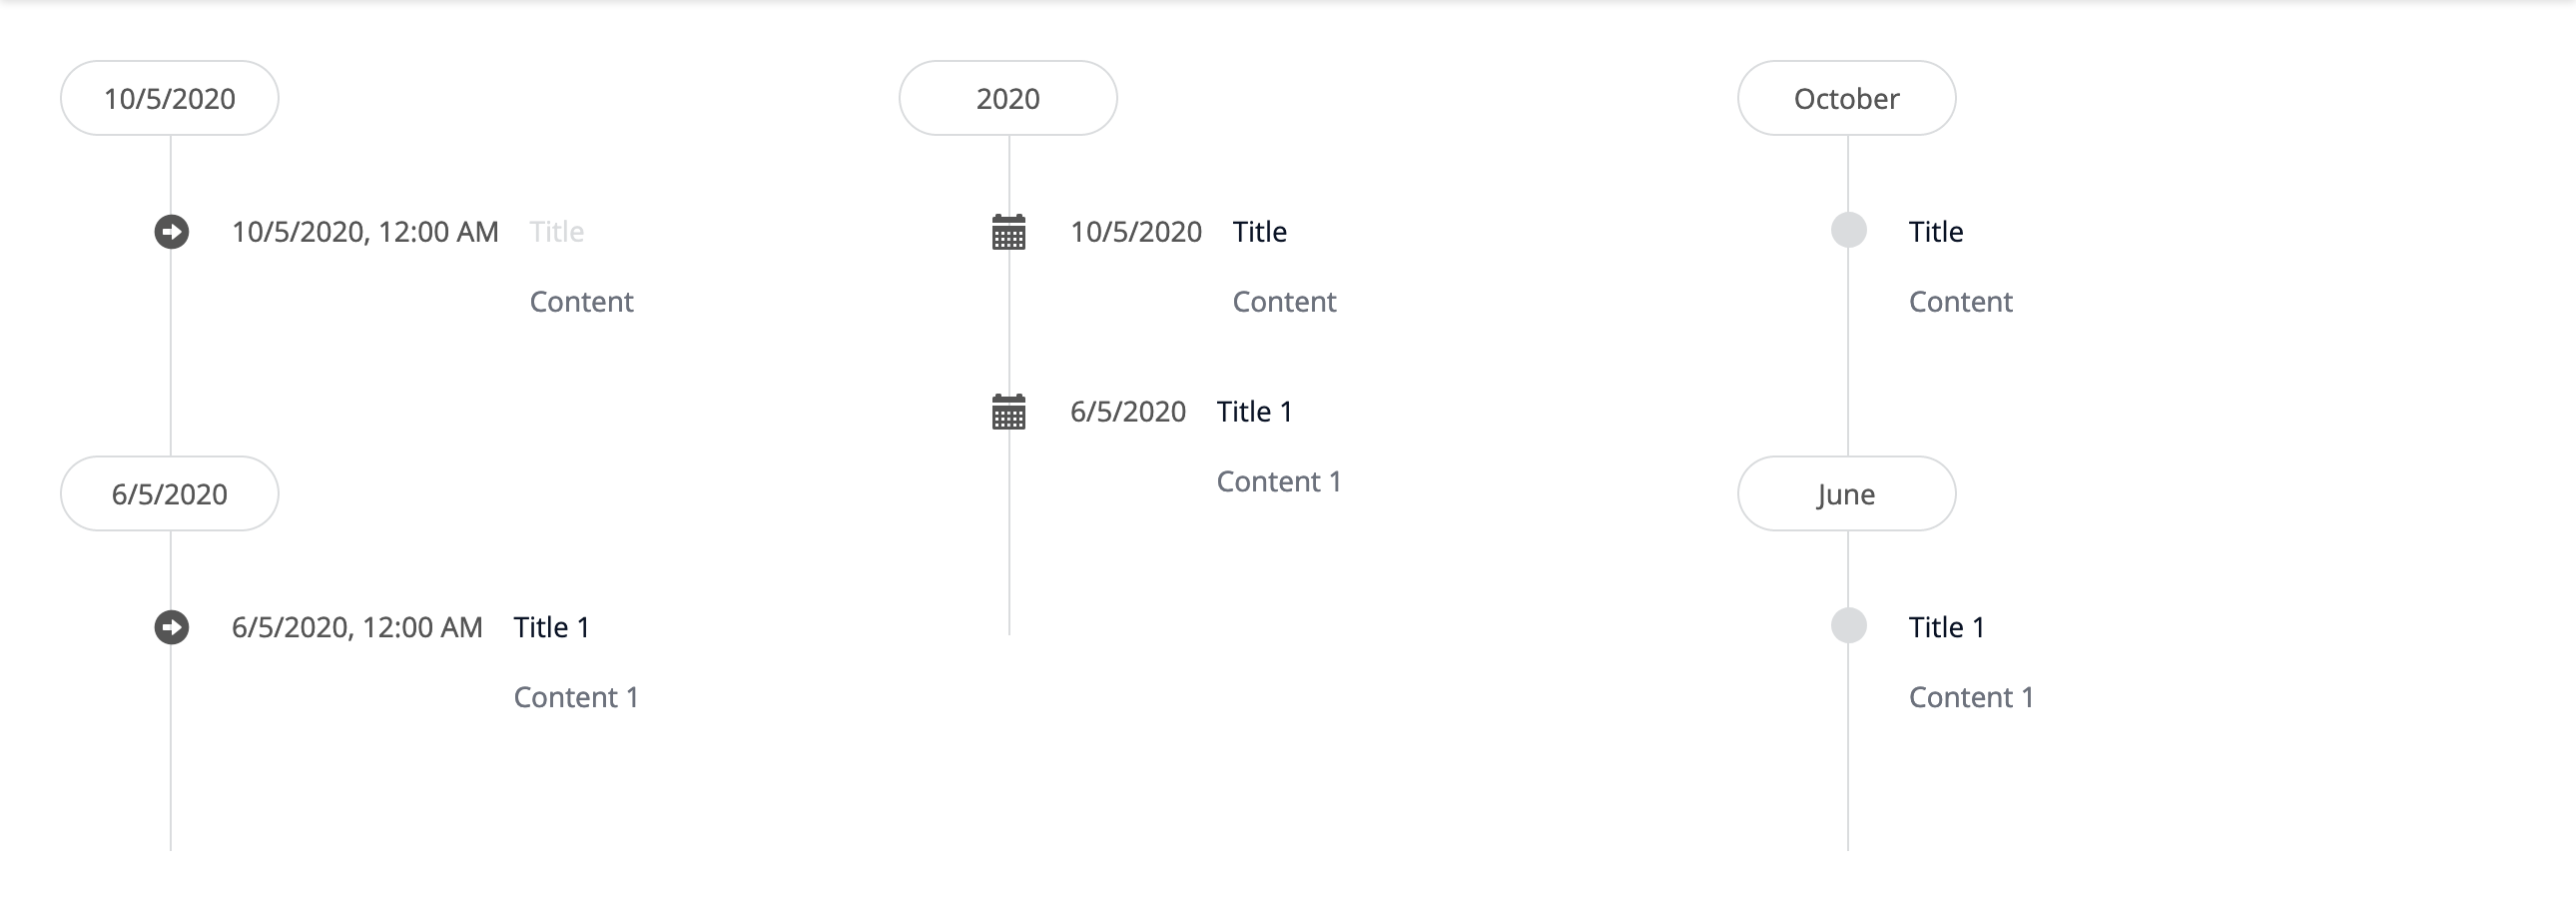 10/5/2020
10/5/2020, 12:00 AM Title
Content
6/5/2020
6/5/2020, 12:00 AM Title 1
Content 1
2020
10/5/2020 Title
Content
6/5/2020 Title 1
Content 1
October
Title
Content
June
Title 1
Content 1